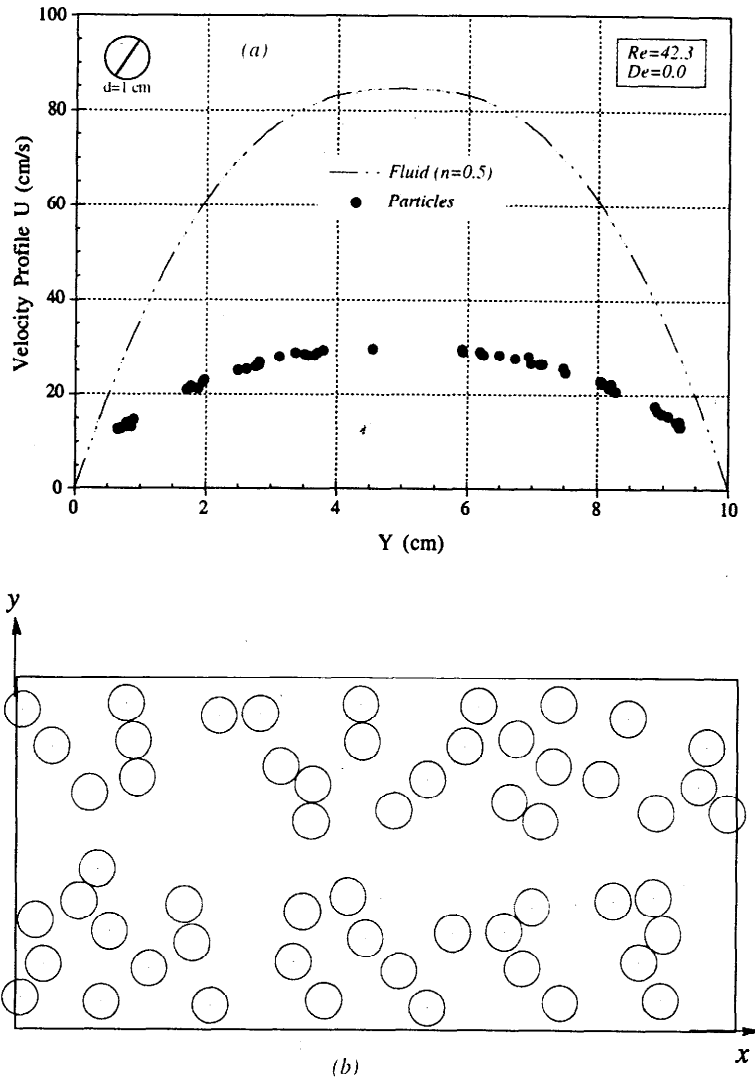 100
(a)
Re=42.3
De=0.0
d=1 cm
80
Fluid (n=0.5)
Particles
60
40
20
0
Velocity Profile U (cm/s)
0 2 4 6 8 10
Y (cm)
y
x
(b)